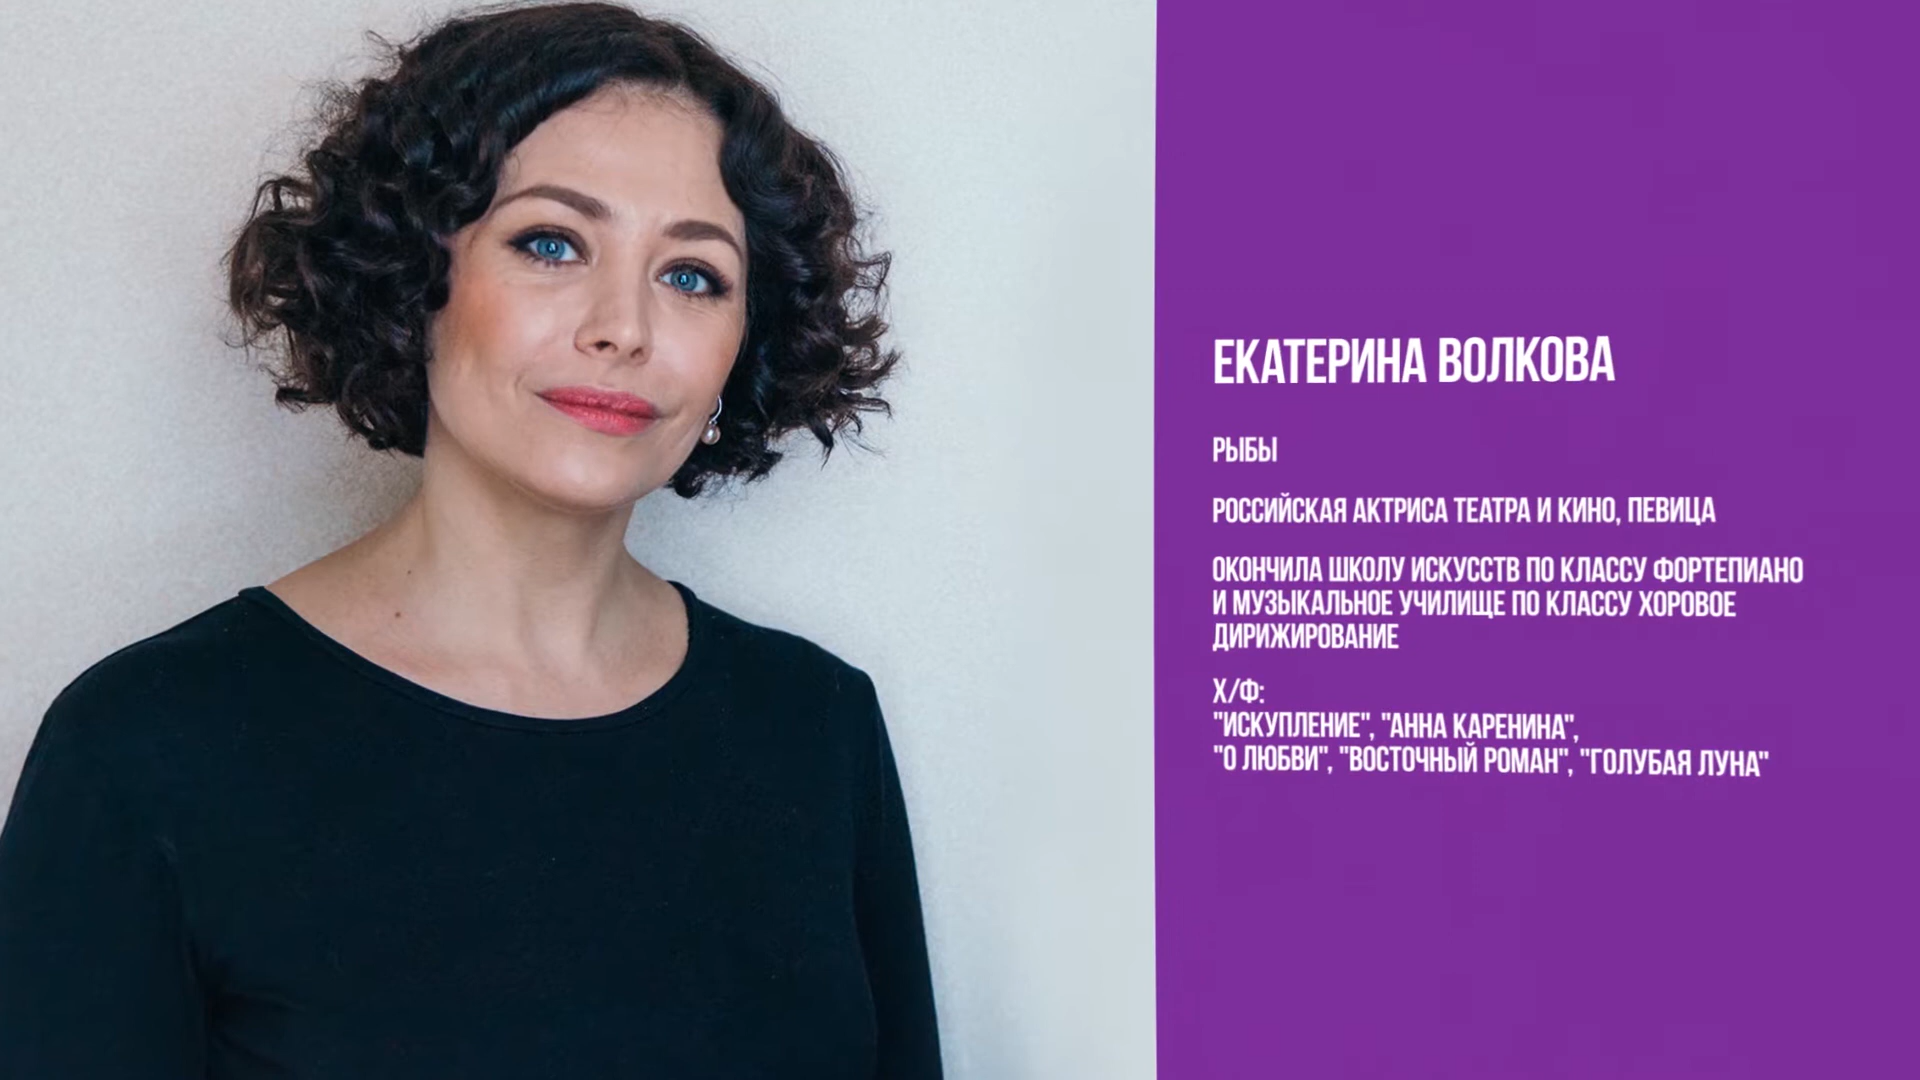 ЕКАТЕРИНА ВОЛКОВА
РЫБЫ
РОССИЙСКАЯ АКТРИСА ТЕАТРА И КИНО, ПЕВИЦА
ОКОНЧИЛА ШКОЛУ ИСКУССТВ ПО КЛАССУ ФОРТЕПИАНО
И МУЗЫКАЛЬНОЕ УЧИЛИЩЕ ПО КЛАССУ ХОРОВОЕ
ДИРИЖИРОВАНИЕ
Х/Ф:
"ИСКУПЛЕНИЕ", "АННА КАРЕНИНА",
"О ЛЮБВИ", "ВОСТОЧНЫЙ РОМАН", "ГОЛУБАЯ ЛУНА"